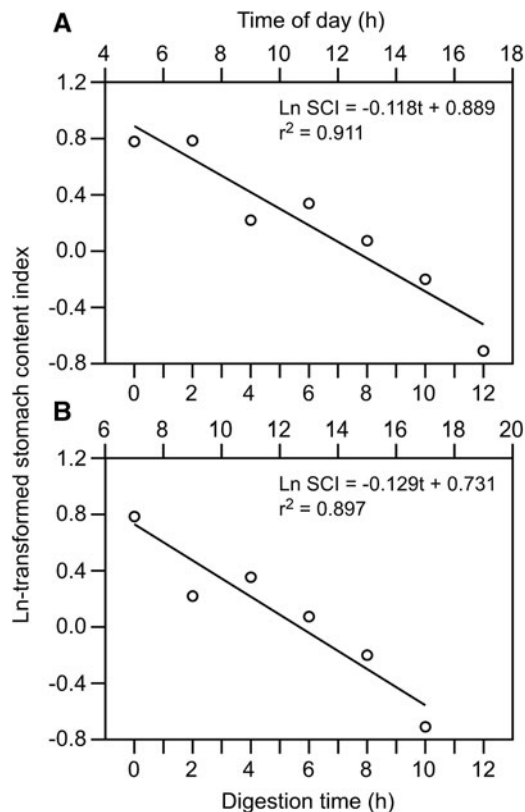 Time of day (h)
A
4 6 8 10 12 14 16 18
1.2
Ln SCI = -0.118t + 0.889
r² = 0.911
0.8
0.4
0.0
-0.4
-0.8
0 2 4 6 8 10 12
B
6 8 10 12 14 16 18 20
1.2
Ln SCI = -0.129t + 0.731
r² = 0.897
0.8
0.4
0.0
-0.4
-0.8
0 2 4 6 8 10 12
Digestion time (h)
Ln-transformed stomach content index